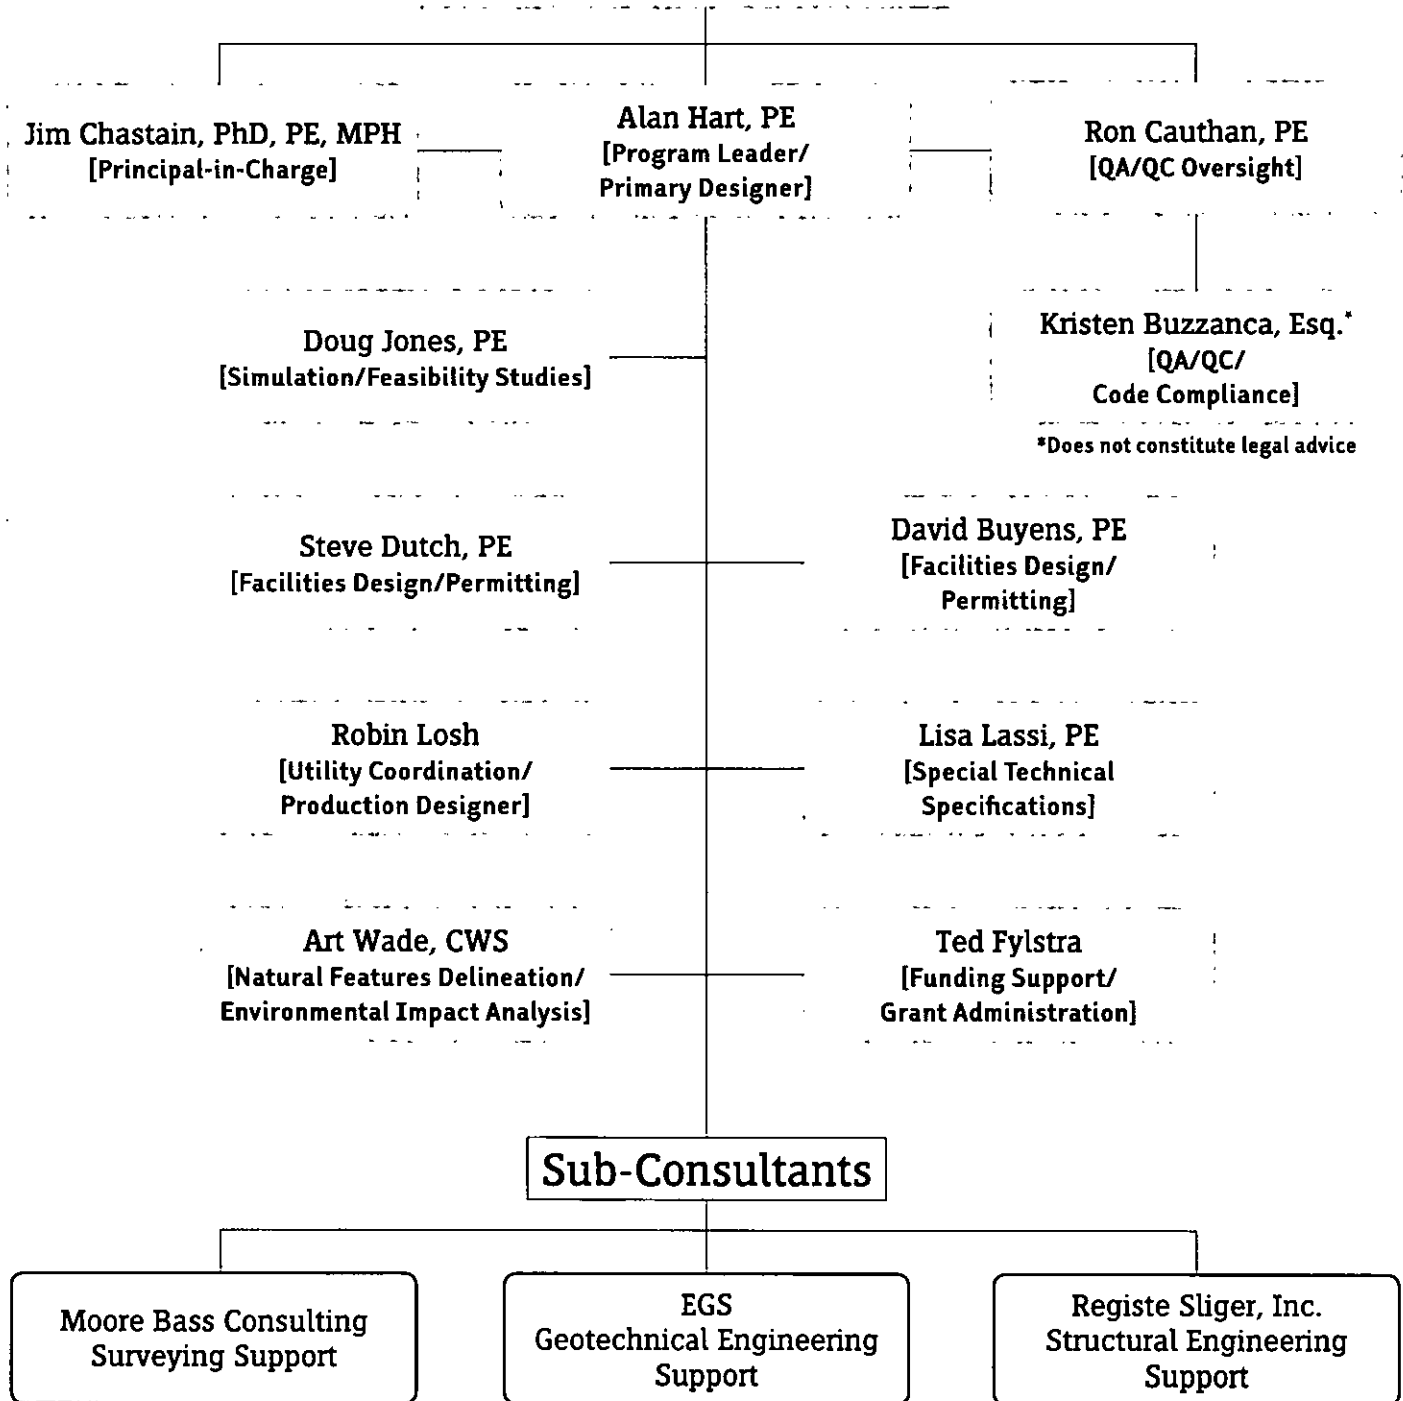 Jim Chastain, PhD, PE, MPH
[Principal-in-Charge]
Alan Hart, PE
[Program Leader/
Primary Designer]
Ron Cauthan, PE
[QA/QC Oversight]
Doug Jones, PE
[Simulation/Feasibility Studies]
Kristen Buzzanca, Esq.*
[QA/QC/
Code Compliance]
*Does not constitute legal advice
Steve Dutch, PE
[Facilities Design/Permitting]
David Buyens, PE
[Facilities Design/
Permitting]
Robin Losh
[Utility Coordination/
Production Designer]
Lisa Lassi, PE
[Special Technical
Specifications]
Art Wade, CWS
[Natural Features Delineation/
Environmental Impact Analysis]
Ted Fylstra
[Funding Support/
Grant Administration]
Sub-Consultants
Moore Bass Consulting
Surveying Support
EGS
Geotechnical Engineering
Support
Registe Sliger, Inc.
Structural Engineering
Support